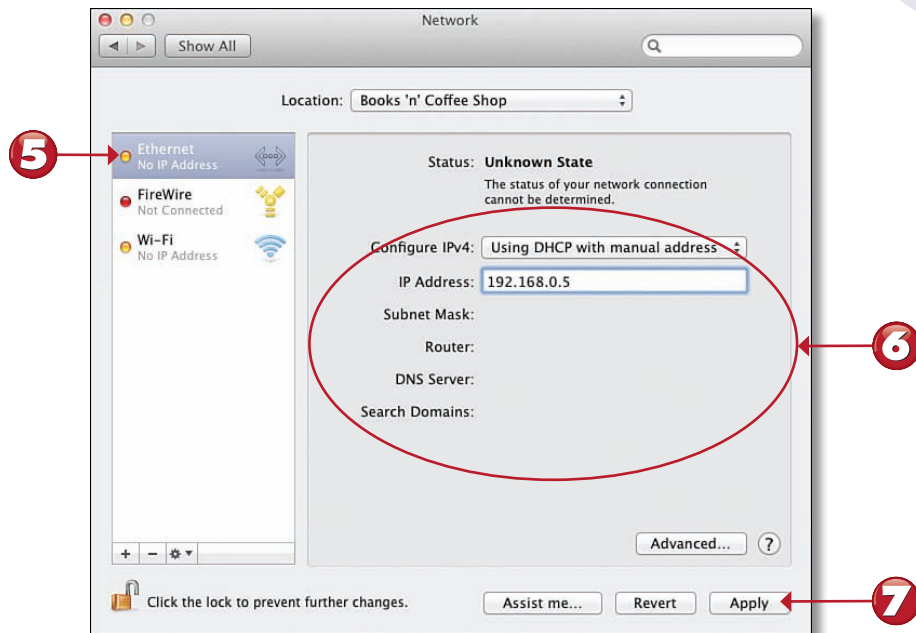 Network
Show All
Location: Books 'n' Coffee Shop
5
Ethernet
No IP Address
FireWire
Not Connected
Wi-Fi
No IP Address
Status: Unknown State
The status of your network connection
cannot be determined.
Configure IPv4: Using DHCP with manual address
IP Address: 192.168.0.5
Subnet Mask:
Router:
DNS Server:
Search Domains:
6
Advanced... ?
+ −
Click the lock to prevent further changes.
Assist me... Revert Apply
7